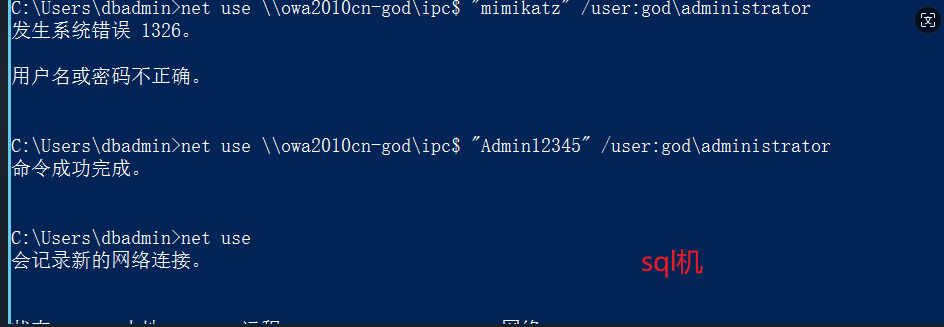 C:\Users\dbadmin>net use \\owa2010cn-god\ipc$ "mimikatz" /user:god\administrator
发生系统错误 1326。
用户名或密码不正确。
C:\Users\dbadmin>net use \\owa2010cn-god\ipc$ "Admin12345" /user:god\administrator
命令成功完成。
C:\Users\dbadmin>net use
会记录新的网络连接。
sql机